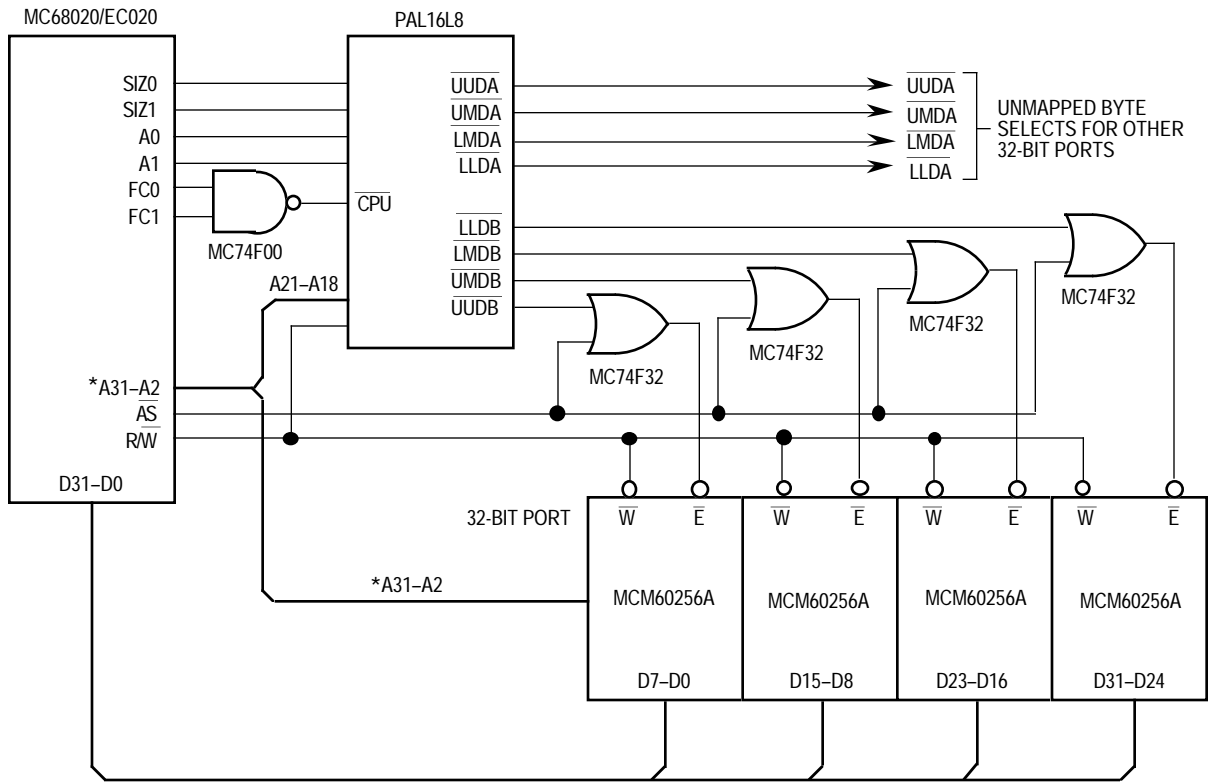 MC68020/EC020
PAL16L8
SIZ0
SIZ1
A0
A1
FC0
FC1
MC74F00
CPU
UUDA
UMDA
LMDA
LLDA
UUDA
UMDA
LMDA
LLDA
UNMAPPED BYTE
SELECTS FOR OTHER
32-BIT PORTS
LLDB
LMDB
UMDB
UUDB
A21–A18
MC74F32
MC74F32
MC74F32
MC74F32
*A31–A2
AS
R/W
D31–D0
32-BIT PORT
W E W E W E W E
*A31–A2
MCM60256A MCM60256A MCM60256A MCM60256A
D7–D0 D15–D8 D23–D16 D31–D24